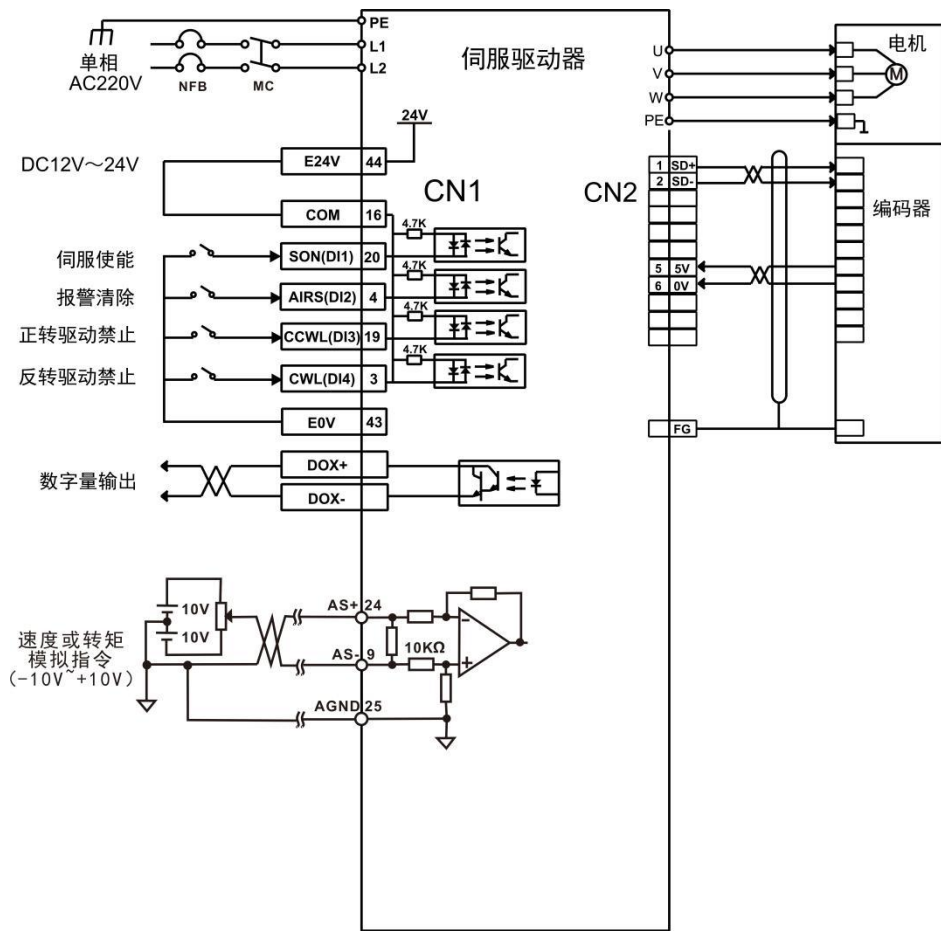 PE
L1
L2
单相
AC220V
NFB
MC
伺服驱动器
U
V
W
PE
电机
M
24V
DC12V～24V
E24V
44
CN1
COM
16
4.7K
伺服使能
SON(DI1)
20
4.7K
报警清除
AIRS(DI2)
4
4.7K
正转驱动禁止
CCWL(DI3)
19
4.7K
反转驱动禁止
CWL(DI4)
3
E0V
43
CN2
1
SD+
2
SD-
5
5V
6
0V
FG
编码器
数字量输出
DOX+
DOX-
速度或转矩
模拟指令
(-10V~+10V)
10V
10V
AS+
24
AS-
9
10KΩ
-
+
AGND
25